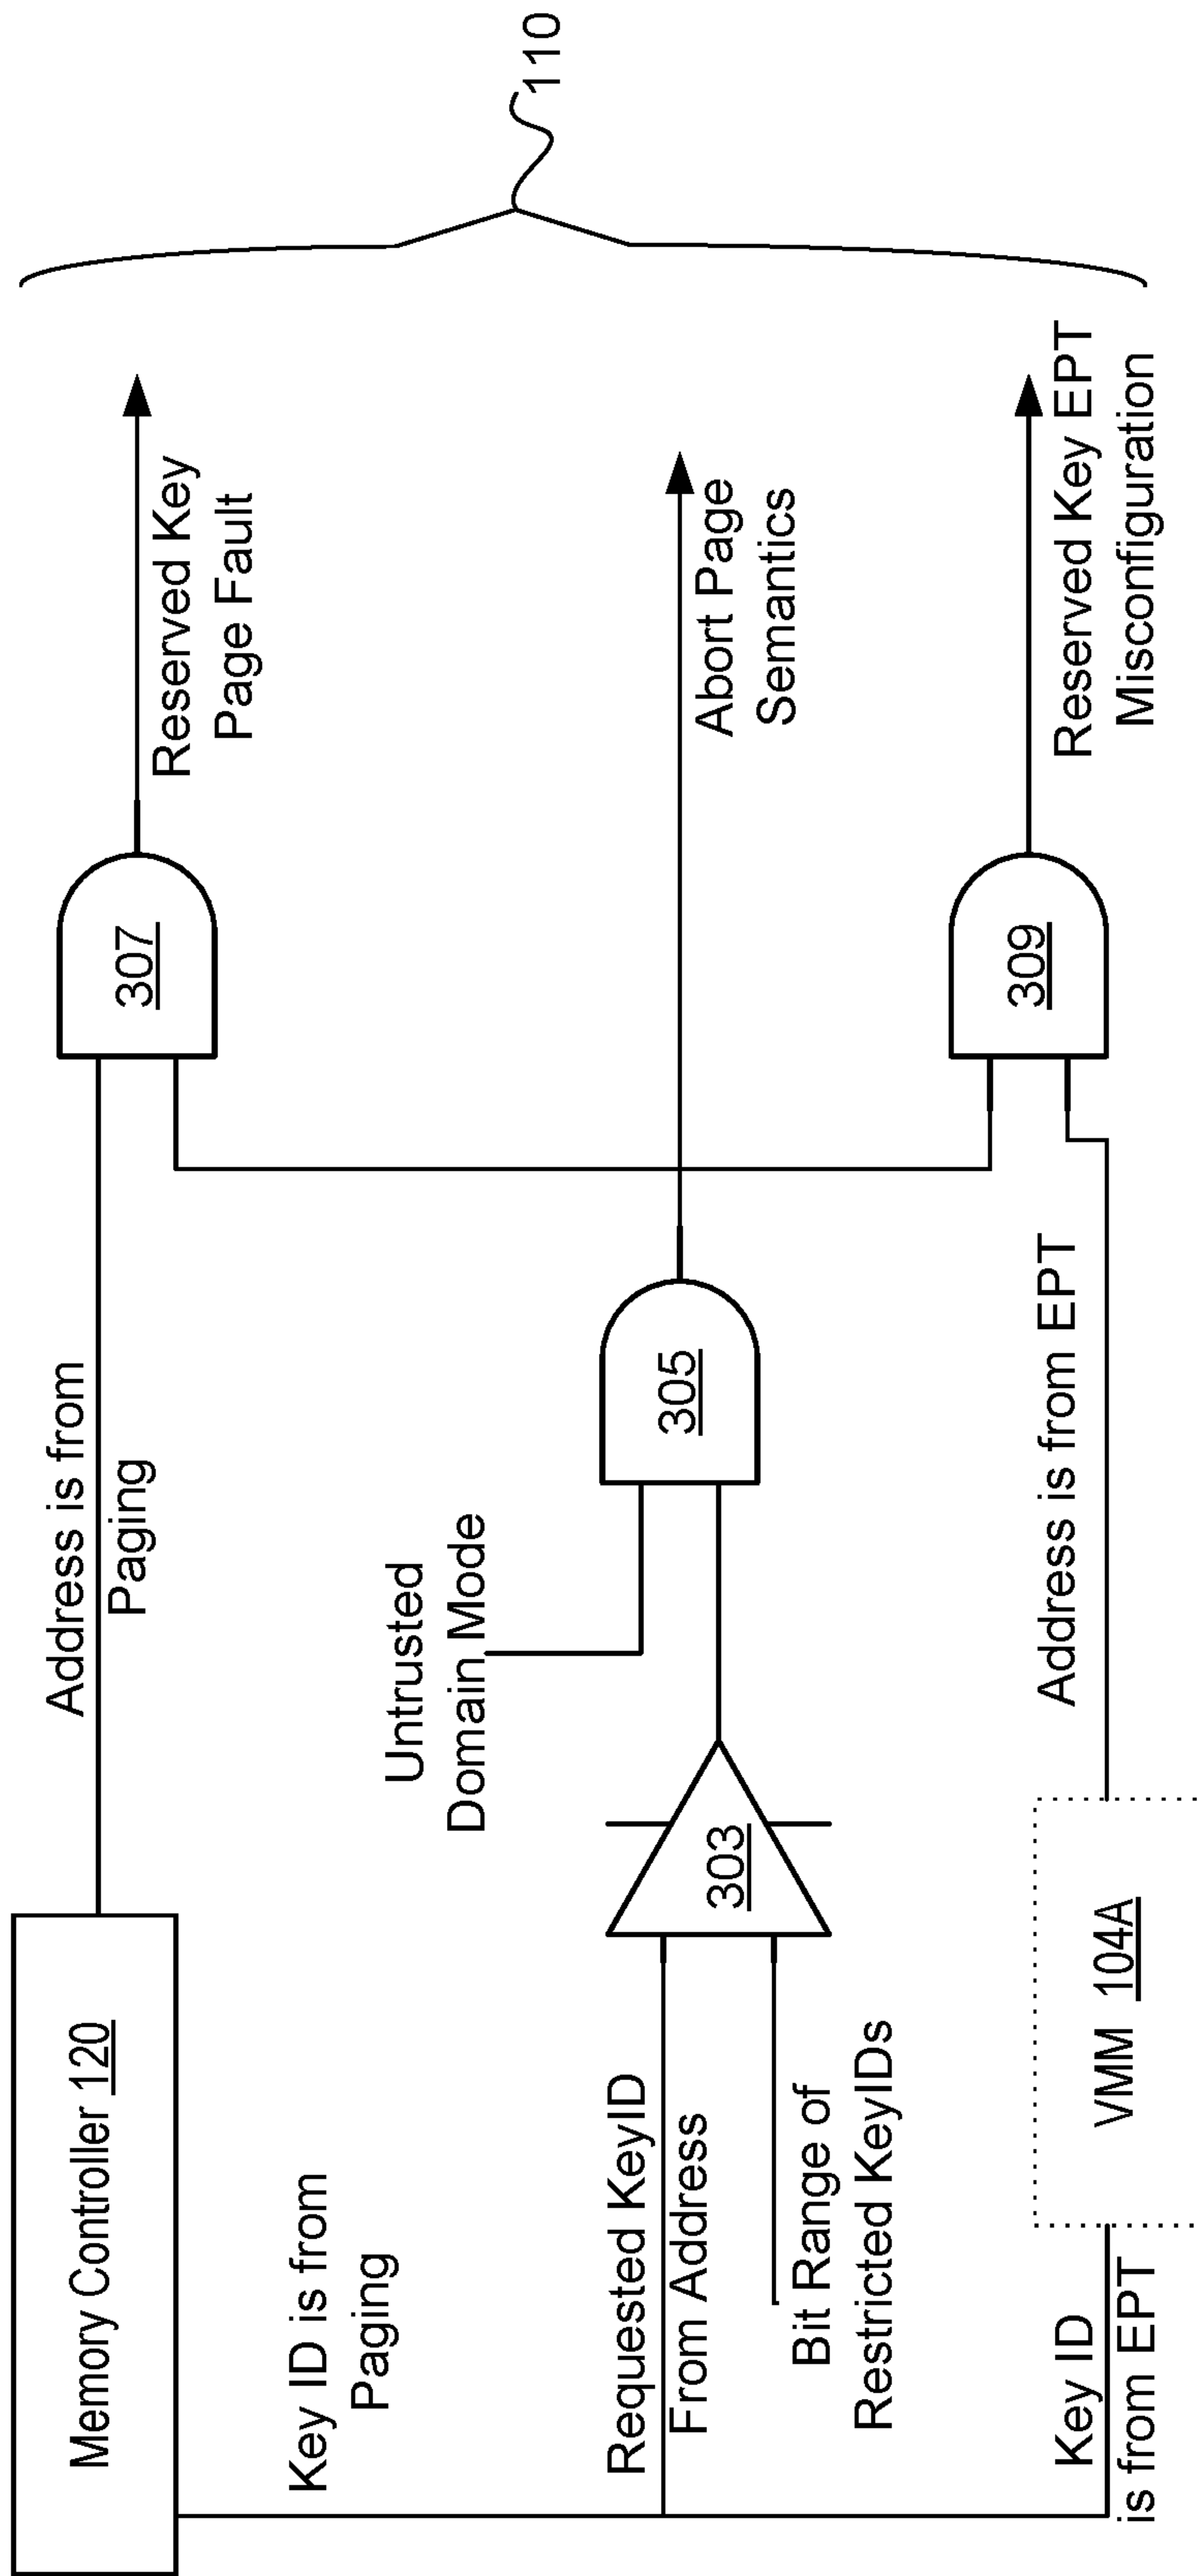 Memory Controller 120
Address is from
Paging
307
Reserved Key
Page Fault
110
Key ID is from
Paging
Untrusted
Domain Mode
Requested KeyID
From Address
Bit Range of
Restricted KeyIDs
303
305
Abort Page
Semantics
Key ID
is from EPT
VMM 104A
Address is from EPT
309
Reserved Key EPT
Misconfiguration